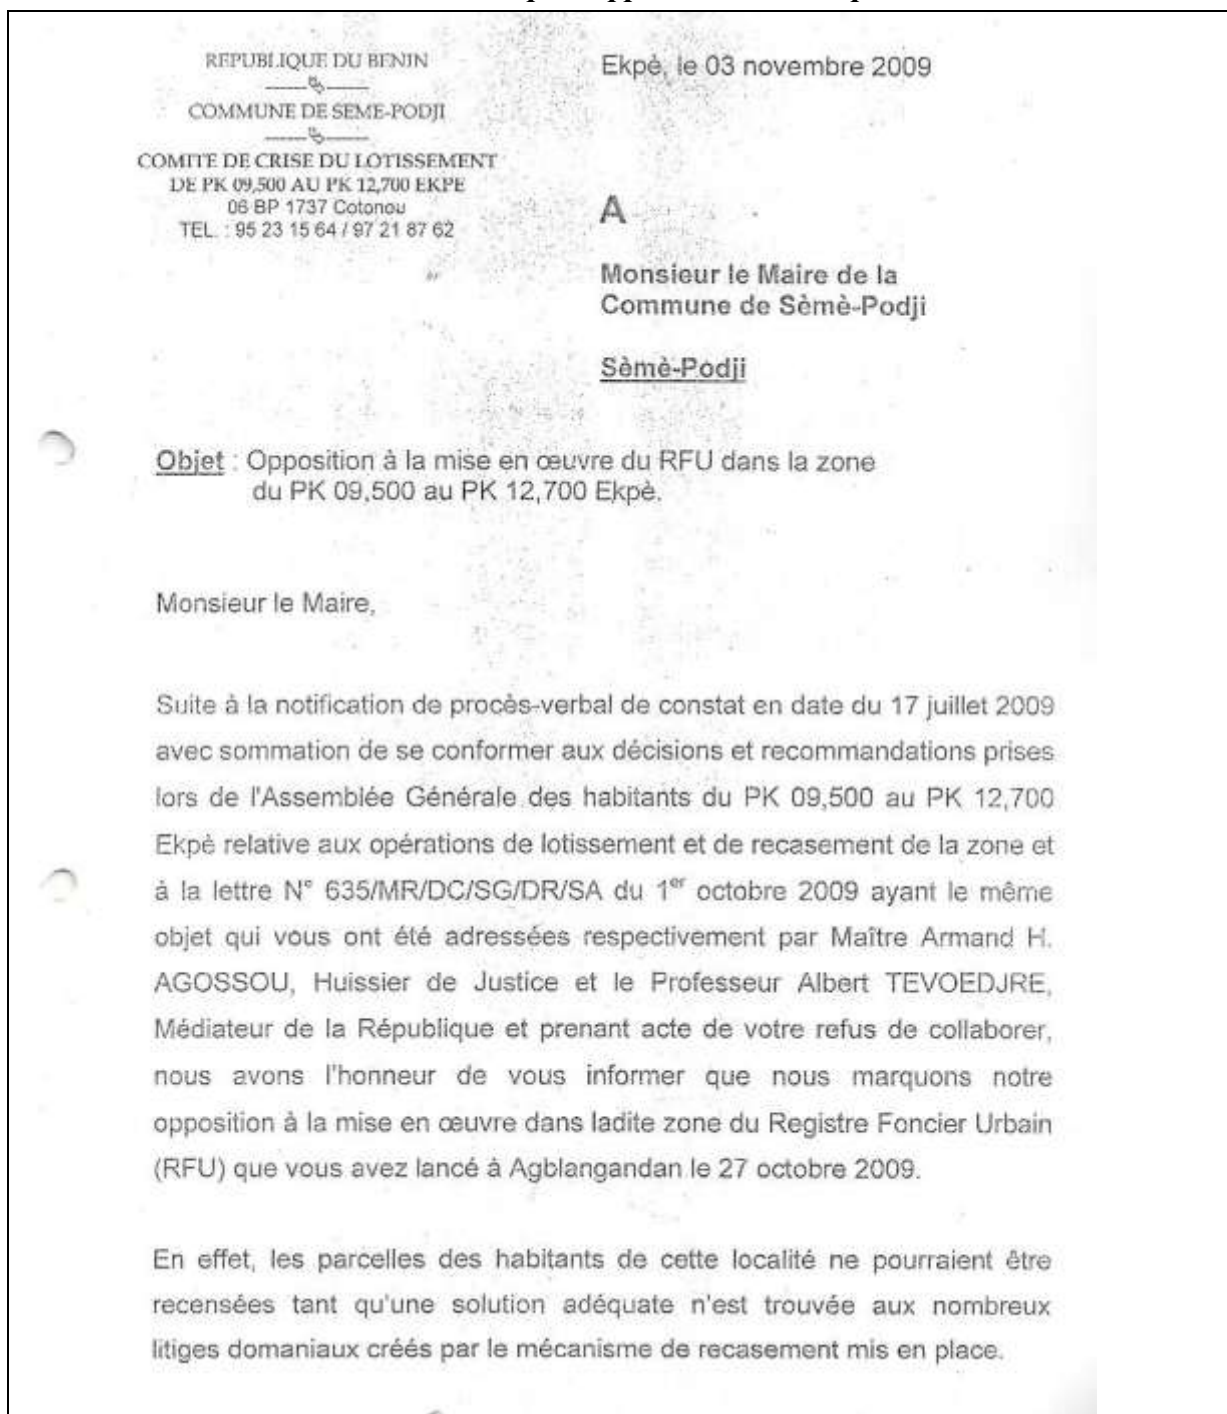 REPUBLIQUE DU BENIN
COMMUNE DE SEME-PODJI
COMITE DE CRISE DU LOTISSEMENT
DE PK 09,500 AU PK 12,700 EKPE
06 BP 1737 Cotonou
TEL. : 95 23 15 64 / 97 21 87 62
Ekpè, le 03 novembre 2009
A
Monsieur le Maire de la
Commune de Sèmè-Podji
Sèmè-Podji
Objet : Opposition à la mise en œuvre du RFU dans la zone
du PK 09,500 au PK 12,700 Ekpè.
Monsieur le Maire,
Suite à la notification de procès-verbal de constat en date du 17 juillet 2009
avec sommation de se conformer aux décisions et recommandations prises
lors de l'Assemblée Générale des habitants du PK 09,500 au PK 12,700
Ekpè relative aux opérations de lotissement et de recasement de la zone et
à la lettre N° 635/MR/DC/SG/DR/SA du 1er octobre 2009 ayant le même
objet qui vous ont été adressées respectivement par Maître Armand H.
AGOSSOU, Huissier de Justice et le Professeur Albert TEVOEDJRE,
Médiateur de la République et prenant acte de votre refus de collaborer,
nous avons l'honneur de vous informer que nous marquons notre
opposition à la mise en œuvre dans ladite zone du Registre Foncier Urbain
(RFU) que vous avez lancé à Agblangandan le 27 octobre 2009.
En effet, les parcelles des habitants de cette localité ne pourraient être
recensées tant qu'une solution adéquate n'est trouvée aux nombreux
litiges domaniaux créés par le mécanisme de recasement mis en place.